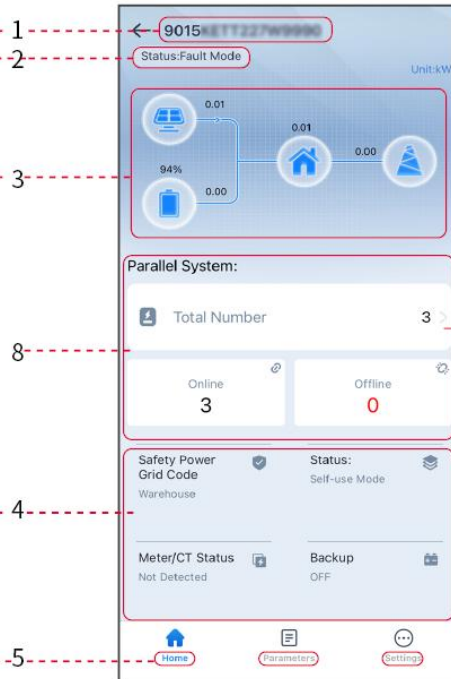 1
9015
2
Status:Fault Mode
Unit:kW
0.01
0.01
3
94%
0.00
0.00
Parallel System:
Total Number
3
8
Online
Offline
3
0
Safety Power
Grid Code
Status:
Warehouse
Self-use Mode
4
Meter/CT Status
Backup
Not Detected
OFF
5
Home
Parameters
Settings